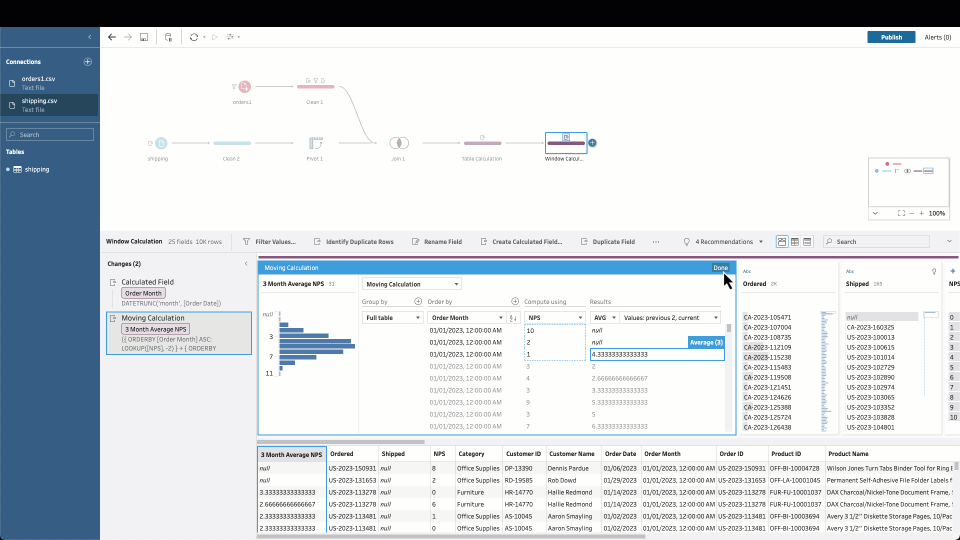 Publish
Alerts (0)
Connections
orders1.csv
Text file
shipping.csv
Text file
Search
Tables
shipping
orders1
Clean 1
shipping
Clean 2
Pivot 1
Join 1
Table Calculation
Window Calcul...
100%
Window Calculation 25 fields 10K rows
Filter Values...
Identify Duplicate Rows
Rename Field
Create Calculated Field...
Duplicate Field
...
4 Recommendations
Search
Changes (2)
Calculated Field
Order Month
DATETRUNC('month', [Order Date])
Moving Calculation
3 Month Average NPS
{{ ORDERBY [Order Month] ASC:
LOOKUP([NPS], -2) } + { ORDERBY
Moving Calculation
Done
3 Month Average NPS 31
null
3
7
11
Moving Calculation
Group by
Order by
Compute using
Results
Full table
Order Month
NPS
AVG
Values: previous 2, current
01/01/2023, 12:00:00 AM 10 null
01/01/2023, 12:00:00 AM 2 null Average (3)
01/01/2023, 12:00:00 AM 1 4.33333333333333
01/01/2023, 12:00:00 AM 3 2
01/01/2023, 12:00:00 AM 4 2.66666666666667
01/01/2023, 12:00:00 AM 3 3.33333333333333
01/01/2023, 12:00:00 AM 9 5.33333333333333
01/01/2023, 12:00:00 AM 3 5
01/01/2023, 12:00:00 AM 7 6.33333333333333
Abc
Ordered 2K
CA-2023-105471
CA-2023-107004
CA-2023-108735
CA-2023-112109
CA-2023-115238
CA-2023-115483
CA-2023-119508
CA-2023-121451
CA-2023-124626
CA-2023-125388
CA-2023-125724
CA-2023-126438
Abc
Shipped
null
CA-2023-160325
US-2023-100013
US-2023-100615
US-2023-101014
US-2023-102729
US-2023-102890
US-2023-102974
US-2023-103065
US-2023-103352
US-2023-103828
US-2023-104801
NPS
0
1
2
3
4
5
6
7
8
9
10
3 Month Average NPS Ordered Shipped NPS Category Customer ID Customer Name Order Date Order Month Order ID Product ID Product Name
null US-2023-150931 null 8 Office Supplies DP-13390 Dennis Pardue 01/06/2023 01/01/2023, 12:00:00 AM US-2023-150931 OFF-BI-10004728 Wilson Jones Turn Tabs Binder Tool for Ring
null US-2023-131653 null 2 Office Supplies RD-19585 Rob Dowd 01/29/2023 01/01/2023, 12:00:00 AM US-2023-131653 OFF-LA-10001045 Permanent Self-Adhesive File Folder Labels
3.33333333333333 US-2023-113278 null 0 Furniture HR-14770 Hallie Redmond 01/14/2023 01/01/2023, 12:00:00 AM US-2023-113278 FUR-FU-10001037 DAX Charcoal/Nickel-Tone Document Frame,
2.66666666666667 US-2023-113278 null 6 Furniture HR-14770 Hallie Redmond 01/14/2023 01/01/2023, 12:00:00 AM US-2023-113278 FUR-FU-10001037 DAX Charcoal/Nickel-Tone Document Frame,
2.33333333333333 US-2023-113481 null 1 Office Supplies AS-10045 Aaron Smayling 01/02/2023 01/01/2023, 12:00:00 AM US-2023-113481 OFF-BI-10003694 Avery 3 1/2" Diskette Storage Pages, 10/Pac
2.33333333333333 US-2023-113481 null 0 Office Supplies AS-10045 Aaron Smayling 01/02/2023 01/01/2023, 12:00:00 AM US-2023-113481 OFF-BI-10003694 Avery 3 1/2" Diskette Storage Pages, 10/Pac